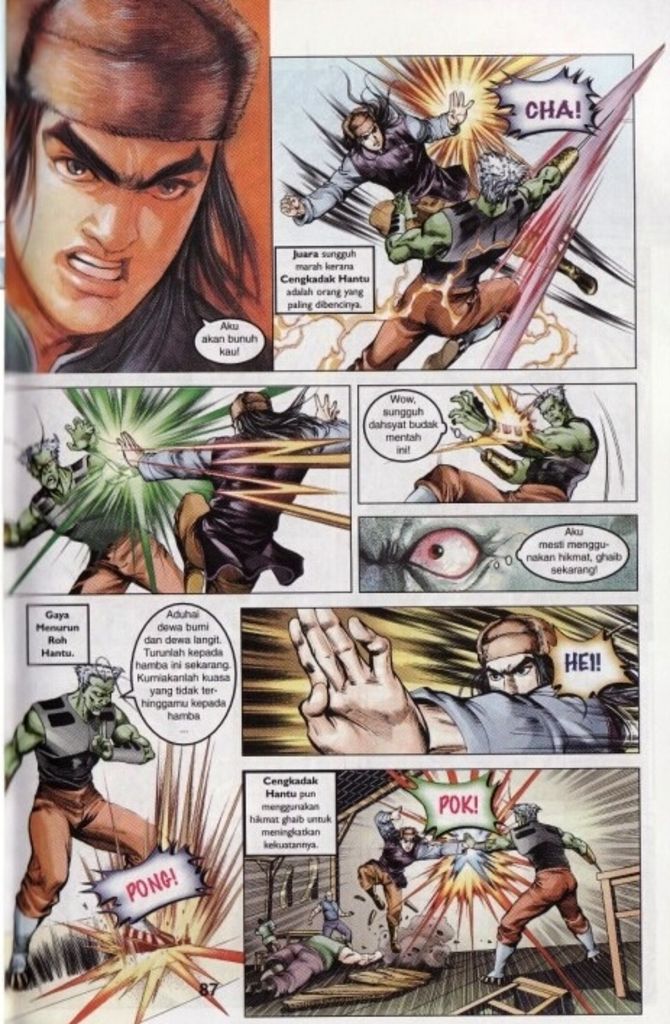 Aku
akan bunuh
kau!
CHA!
Juara sungguh
marah kerana
Cengkadak Hantu
adalah orang yang
paling dibencinya.
Wow,
sungguh
dahsyat budak
mentah
ini!
Aku
mesti menggu-
nakan hikmat, ghaib
sekarang!
Gaya
Menurun
Roh
Hantu.
Aduhai
dewa bumi
dan dewa langit.
Turunlah kepada
hamba ini sekarang.
Kurniakanlah kuasa
yang tidak ter-
hinggamu kepada
hamba
...
PONG!
HEI!
Cengkadak
Hantu pun
menggunakan
hikmat ghaib untuk
meningkatkan
kekuatannya.
POK!
87